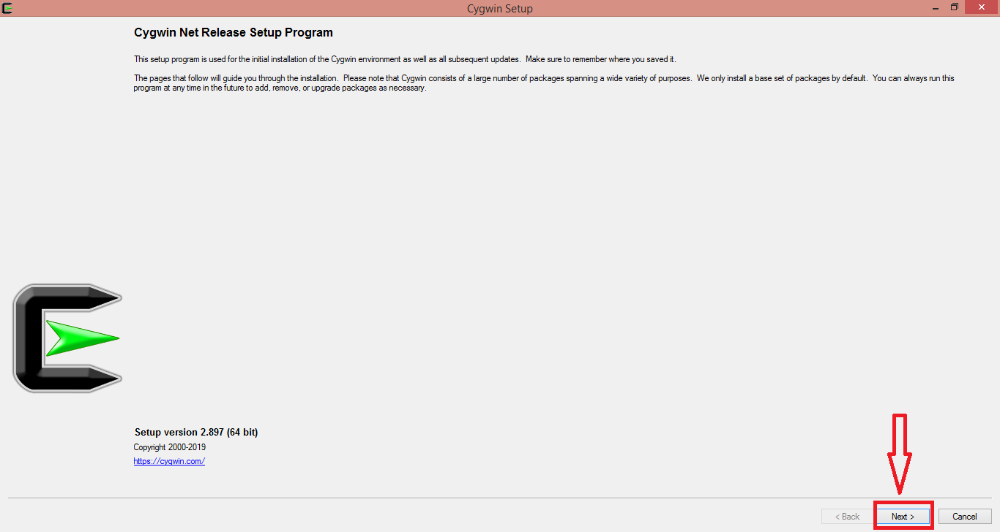 Cygwin Setup
Cygwin Net Release Setup Program
This setup program is used for the initial installation of the Cygwin environment as well as all subsequent updates.  Make sure to remember where you saved it.
The pages that follow will guide you through the installation.  Please note that Cygwin consists of a large number of packages spanning a wide variety of purposes.  We only install a base set of packages by default.  You can always run this
program at any time in the future to add, remove, or upgrade packages as necessary.
Setup version 2.897 (64 bit)
Copyright 2000-2019
https://cygwin.com/
< Back
Next >
Cancel